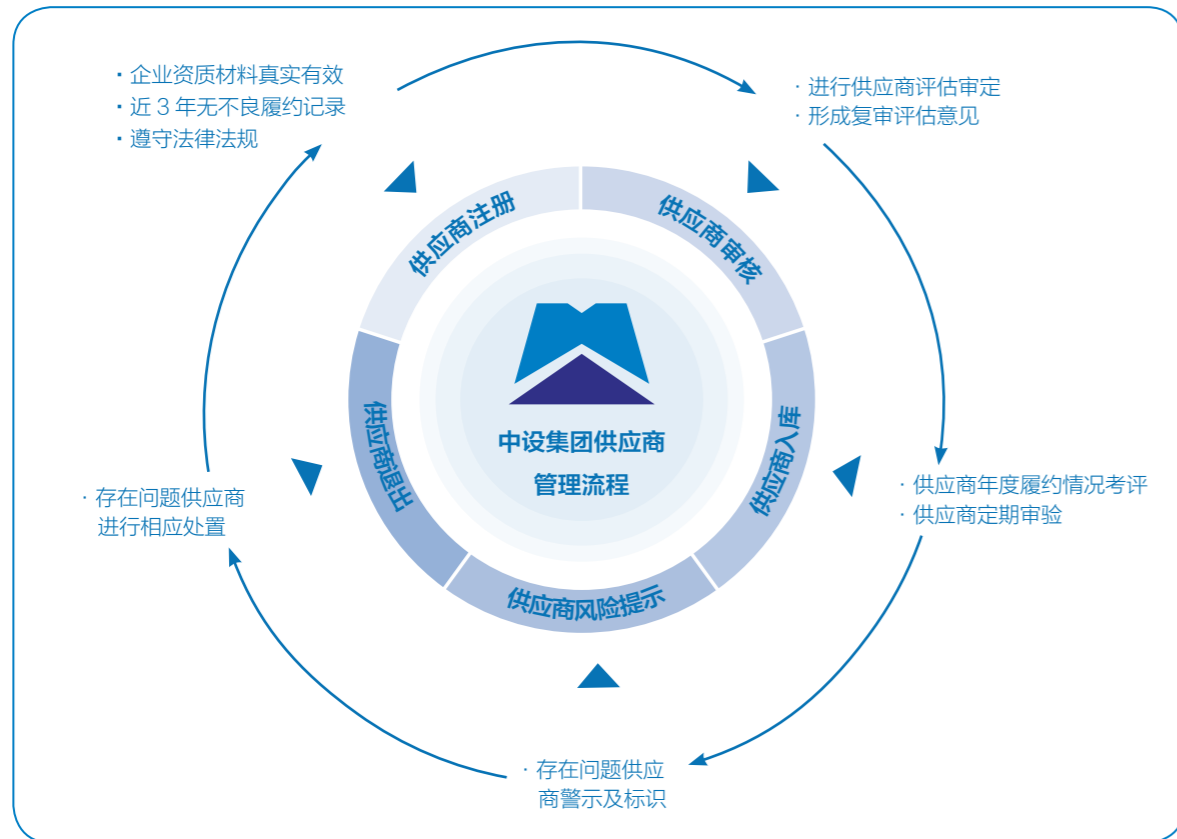 · 企业资质材料真实有效
· 近 3 年无不良履约记录
· 遵守法律法规
· 进行供应商评估审定
· 形成复审评估意见
供应商注册
供应商审核
中设集团供应商
管理流程
供应商退出
供应商入库
· 供应商年度履约情况考评
· 供应商定期审验
· 存在问题供应商
进行相应处置
供应商风险提示
· 存在问题供应
商警示及标识